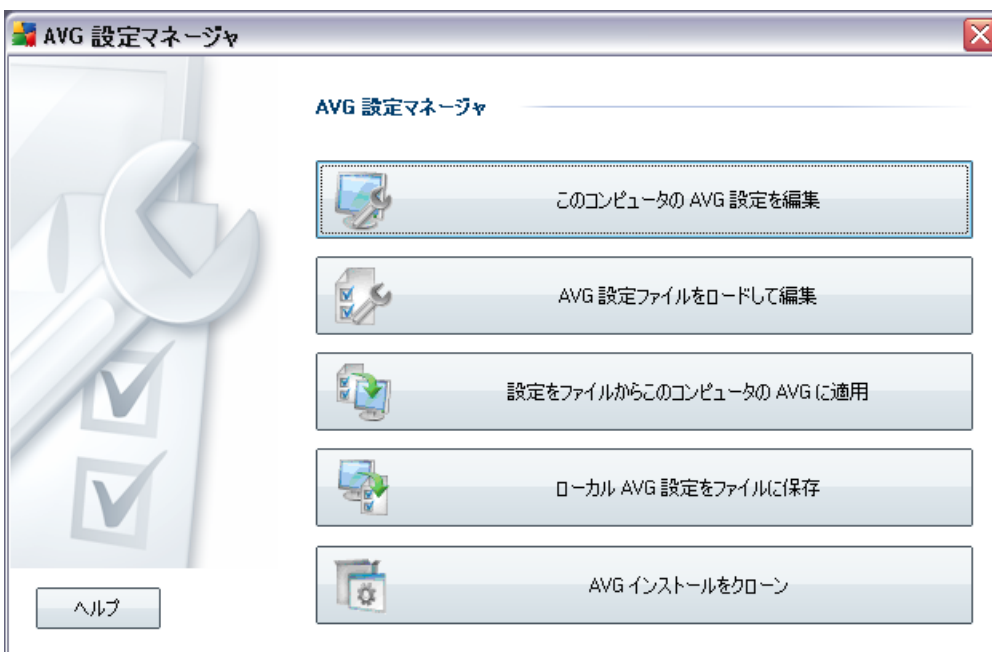 AVG 設定マネージャ
AVG 設定マネージャ
このコンピュータの AVG 設定を編集
AVG 設定ファイルをロードして編集
設定をファイルからこのコンピュータの AVG に適用
ローカル AVG 設定をファイルに保存
AVG インストールをクローン
ヘルプ